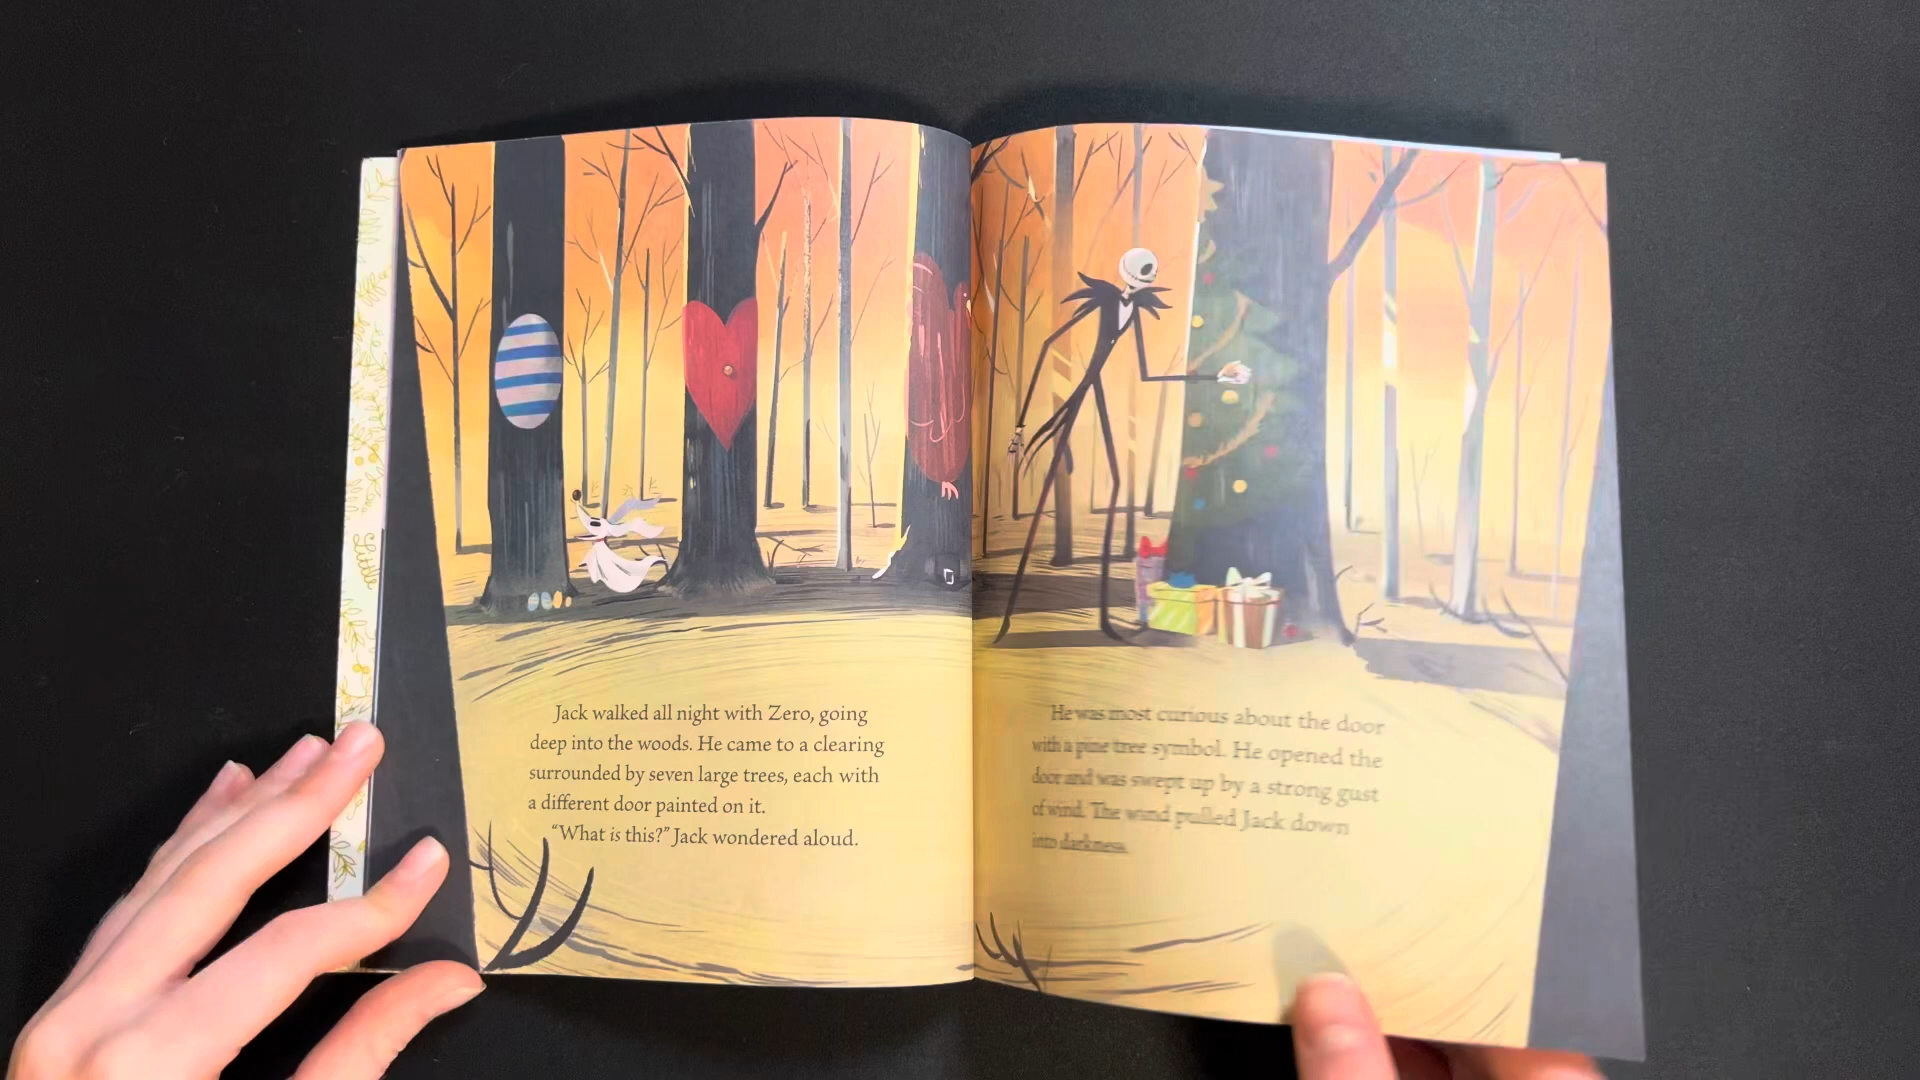 Little
Jack walked all night with Zero, going
deep into the woods. He came to a clearing
surrounded by seven large trees, each with
a different door painted on it.
“What is this?” Jack wondered aloud.
He was most curious about the door
with a pine tree symbol. He opened the
door and was swept up by a strong gust
of wind. The wind pulled Jack down
into darkness.